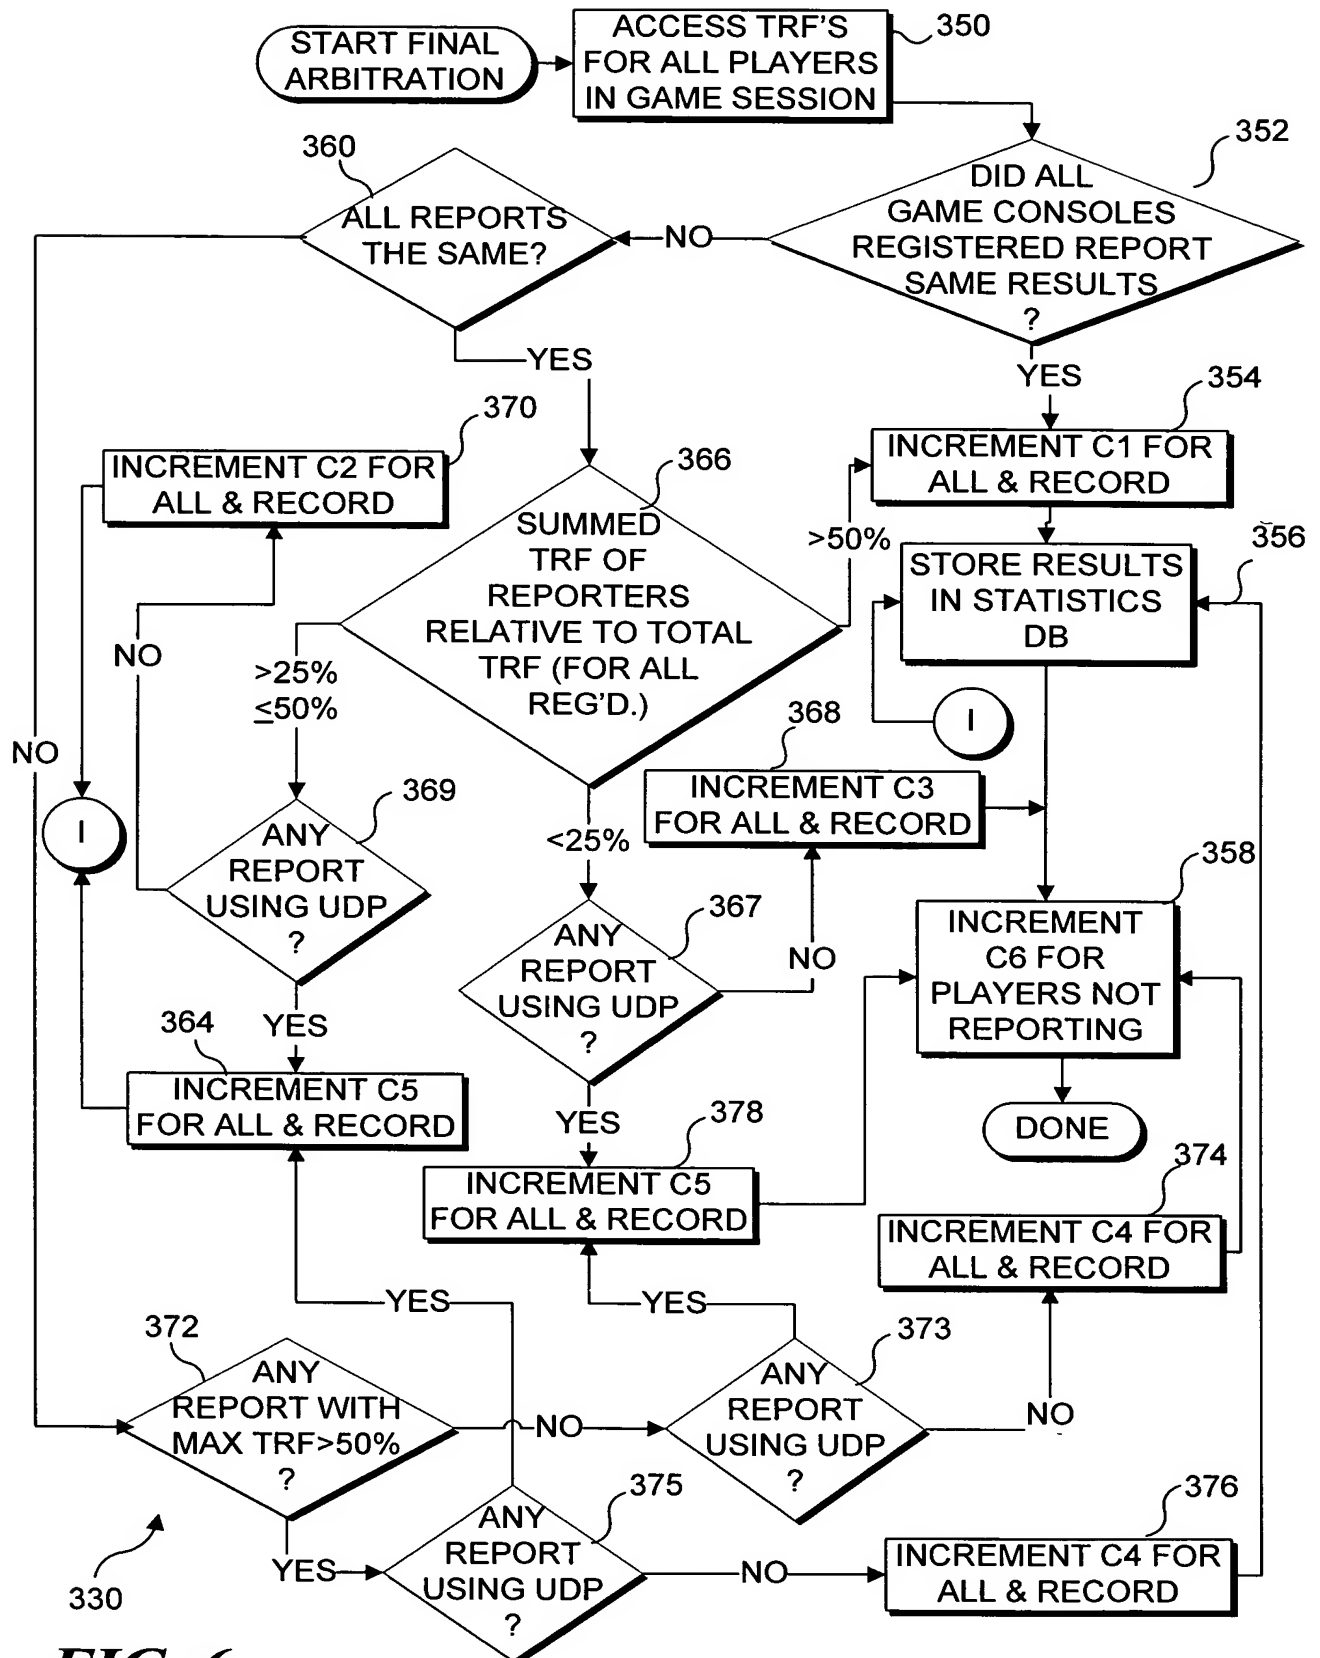 START FINAL
ARBITRATION
ACCESS TRF'S
FOR ALL PLAYERS
IN GAME SESSION
350
352
DID ALL
GAME CONSOLES
REGISTERED REPORT
SAME RESULTS
?
360
ALL REPORTS
THE SAME?
NO
YES
YES
354
INCREMENT C1 FOR
ALL & RECORD
370
INCREMENT C2 FOR
ALL & RECORD
366
SUMMED
TRF OF
REPORTERS
RELATIVE TO TOTAL
TRF (FOR ALL
REG'D.)
>50%
356
STORE RESULTS
IN STATISTICS
DB
I
NO
>25%
≤50%
NO
368
INCREMENT C3
FOR ALL & RECORD
369
ANY
REPORT
USING UDP
?
I
<25%
367
ANY
REPORT
USING UDP
?
NO
358
INCREMENT
C6 FOR
PLAYERS NOT
REPORTING
YES
364
INCREMENT C5
FOR ALL & RECORD
YES
378
INCREMENT C5
FOR ALL & RECORD
DONE
374
INCREMENT C4 FOR
ALL & RECORD
YES
YES
372
ANY
REPORT WITH
MAX TRF>50%
?
NO
373
ANY
REPORT
USING UDP
?
NO
YES
375
ANY
REPORT
USING UDP
?
NO
376
INCREMENT C4 FOR
ALL & RECORD
330
FIG. 6